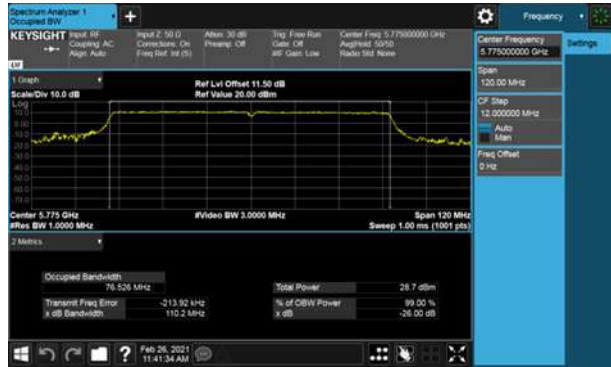 Spectrum Analyzer 1
Occupied BW
+
Frequency
KEYSIGHT
Input: RF
Coupling: AC
Align: Auto
Input Z: 50 Ω
Corrections: On
Freq Ref: Int (S)
Atten: 30 dB
Preamp: Off
Trig: Free Run
Gate: Off
#IF Gain: Low
Center Freq: 5.775000000 GHz
Avg|Hold: 50/50
Radio Std: None
Center Frequency
5.775000000 GHz
Settings
Span
120.00 MHz
CF Step
12.000000 MHz
Auto
Man
Freq Offset
0 Hz
1 Graph
Scale/Div 10.0 dB
Ref Lvl Offset 11.50 dB
Ref Value 20.00 dBm
Log
10.0
0.00
Center 5.775 GHz
#Res BW 1.0000 MHz
#Video BW 3.0000 MHz
Span 120 MHz
Sweep 1.00 ms (1001 pts)
2 Metrics
Occupied Bandwidth
76.526 MHz
Total Power
28.7 dBm
Transmit Freq Error
-213.92 kHz
% of OBW Power
99.00 %
x dB Bandwidth
110.2 MHz
x dB
-26.00 dB
?
Feb 26, 2021
11:41:34 AM